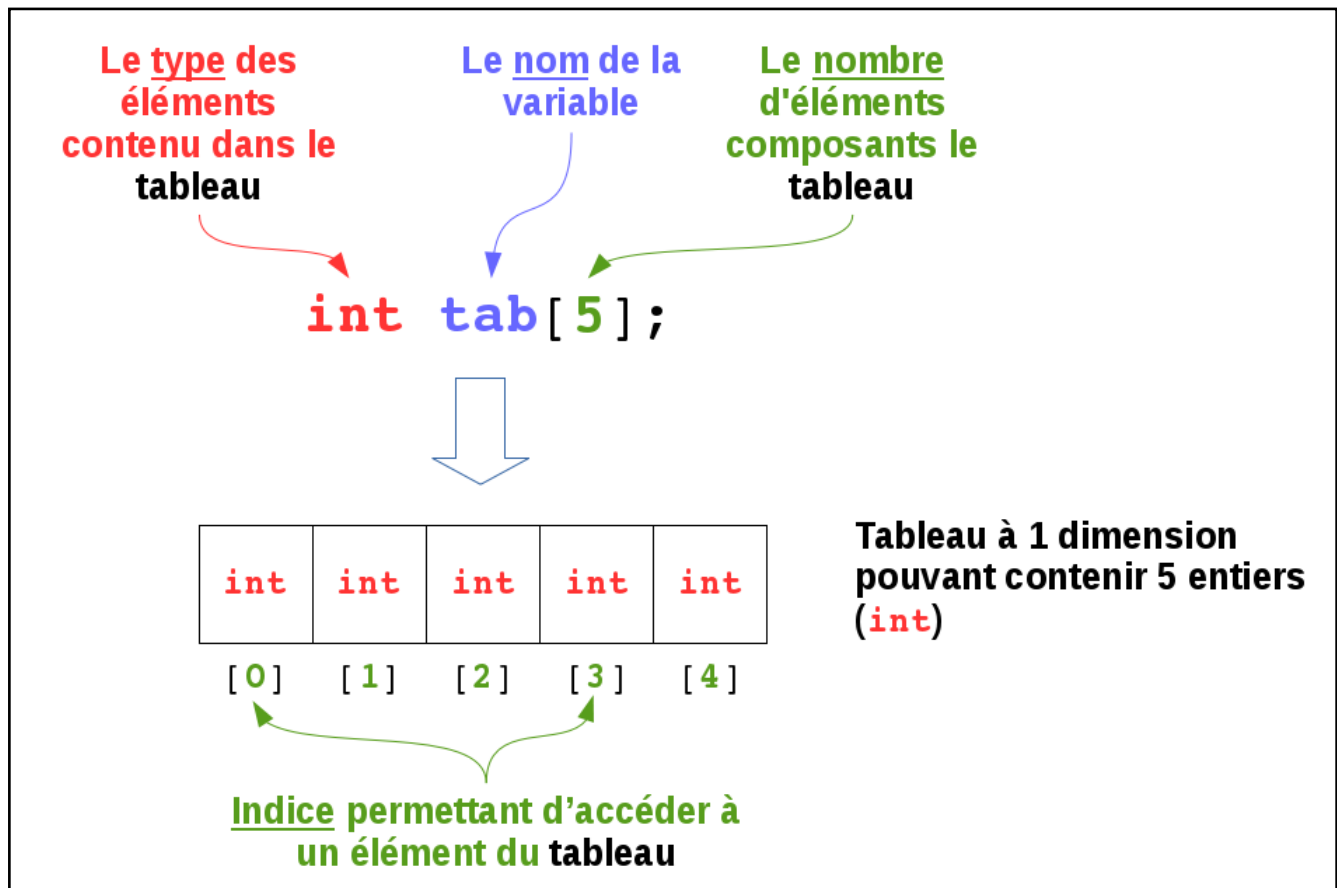 Le type des
éléments
contenu dans le
tableau
Le nom de la
variable
Le nombre
d'éléments
composants le
tableau
int tab[5];
int int int int int
[0] [1] [2] [3] [4]
Tableau à 1 dimension
pouvant contenir 5 entiers
(int)
Indice permettant d’accéder à
un élément du tableau